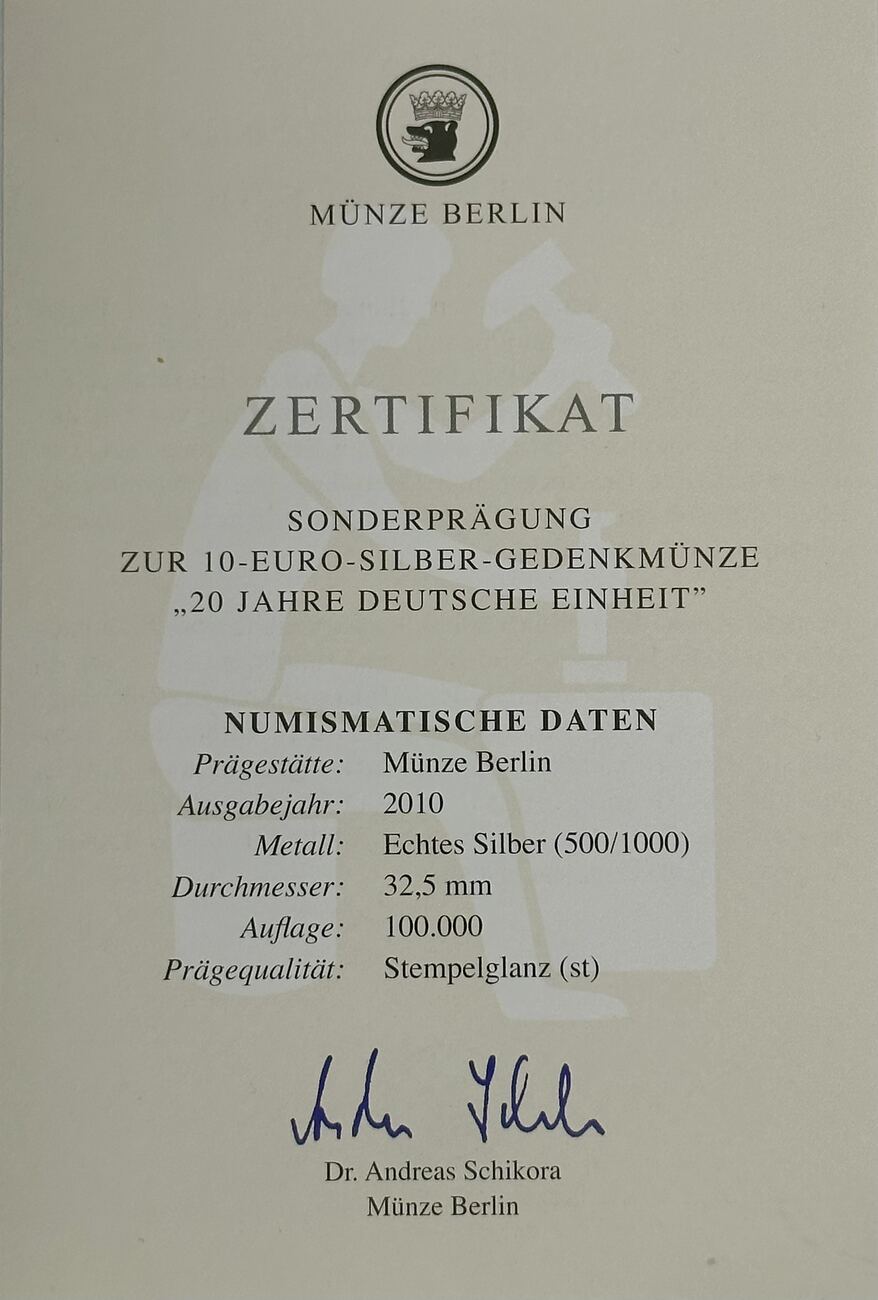 MÜNZE BERLIN
ZERTIFIKAT
SONDERPRÄGUNG
ZUR 10-EURO-SILBER-GEDENKMÜNZE
„20 JAHRE DEUTSCHE EINHEIT”
NUMISMATISCHE DATEN
Prägestätte: Münze Berlin
Ausgabejahr: 2010
Metall: Echtes Silber (500/1000)
Durchmesser: 32,5 mm
Auflage: 100.000
Prägequalität: Stempelglanz (st)
Dr. Andreas Schikora
Münze Berlin